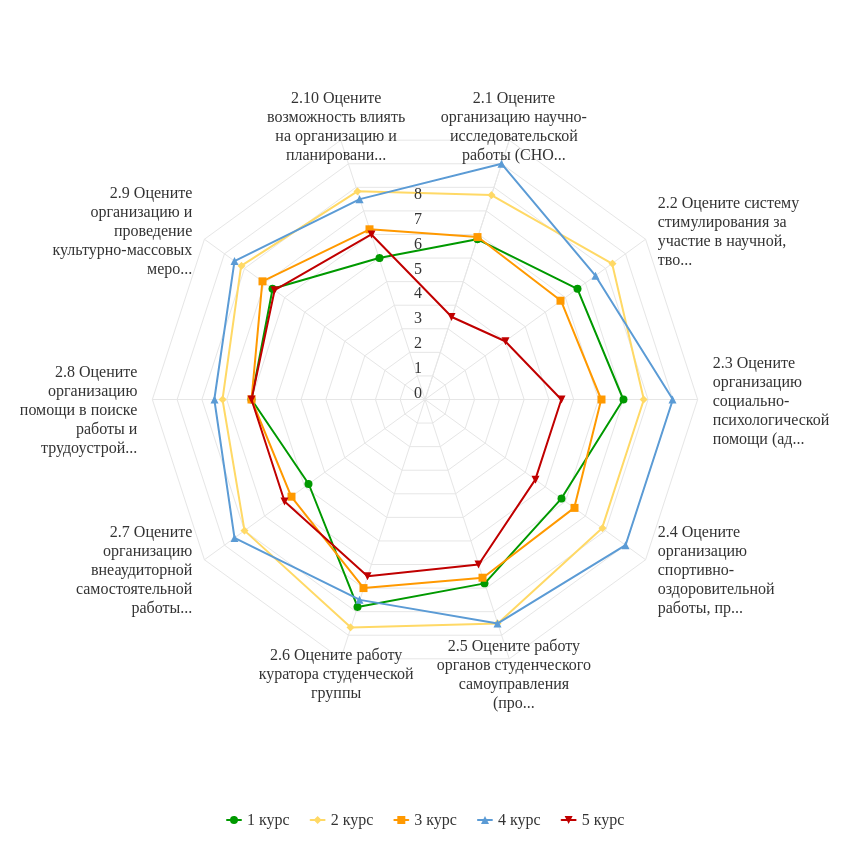 2.10 Оцените
возможность влиять
на организацию и
планировани...
2.1 Оцените
организацию научно-
исследовательской
работы (СНО...
2.2 Оцените систему
стимулирования за
участие в научной,
тво...
2.3 Оцените
организацию
социально-
психологической
помощи (ад...
2.4 Оцените
организацию
спортивно-
оздоровительной
работы, пр...
2.5 Оцените работу
органов студенческого
самоуправления
(про...
2.6 Оцените работу
куратора студенческой
группы
2.7 Оцените
организацию
внеаудиторной
самостоятельной
работы...
2.8 Оцените
организацию
помощи в поиске
работы и
трудоустрой...
2.9 Оцените
организацию и
проведение
культурно-массовых
меро...
8
7
6
5
4
3
2
1
0
1 курс 2 курс 3 курс 4 курс 5 курс